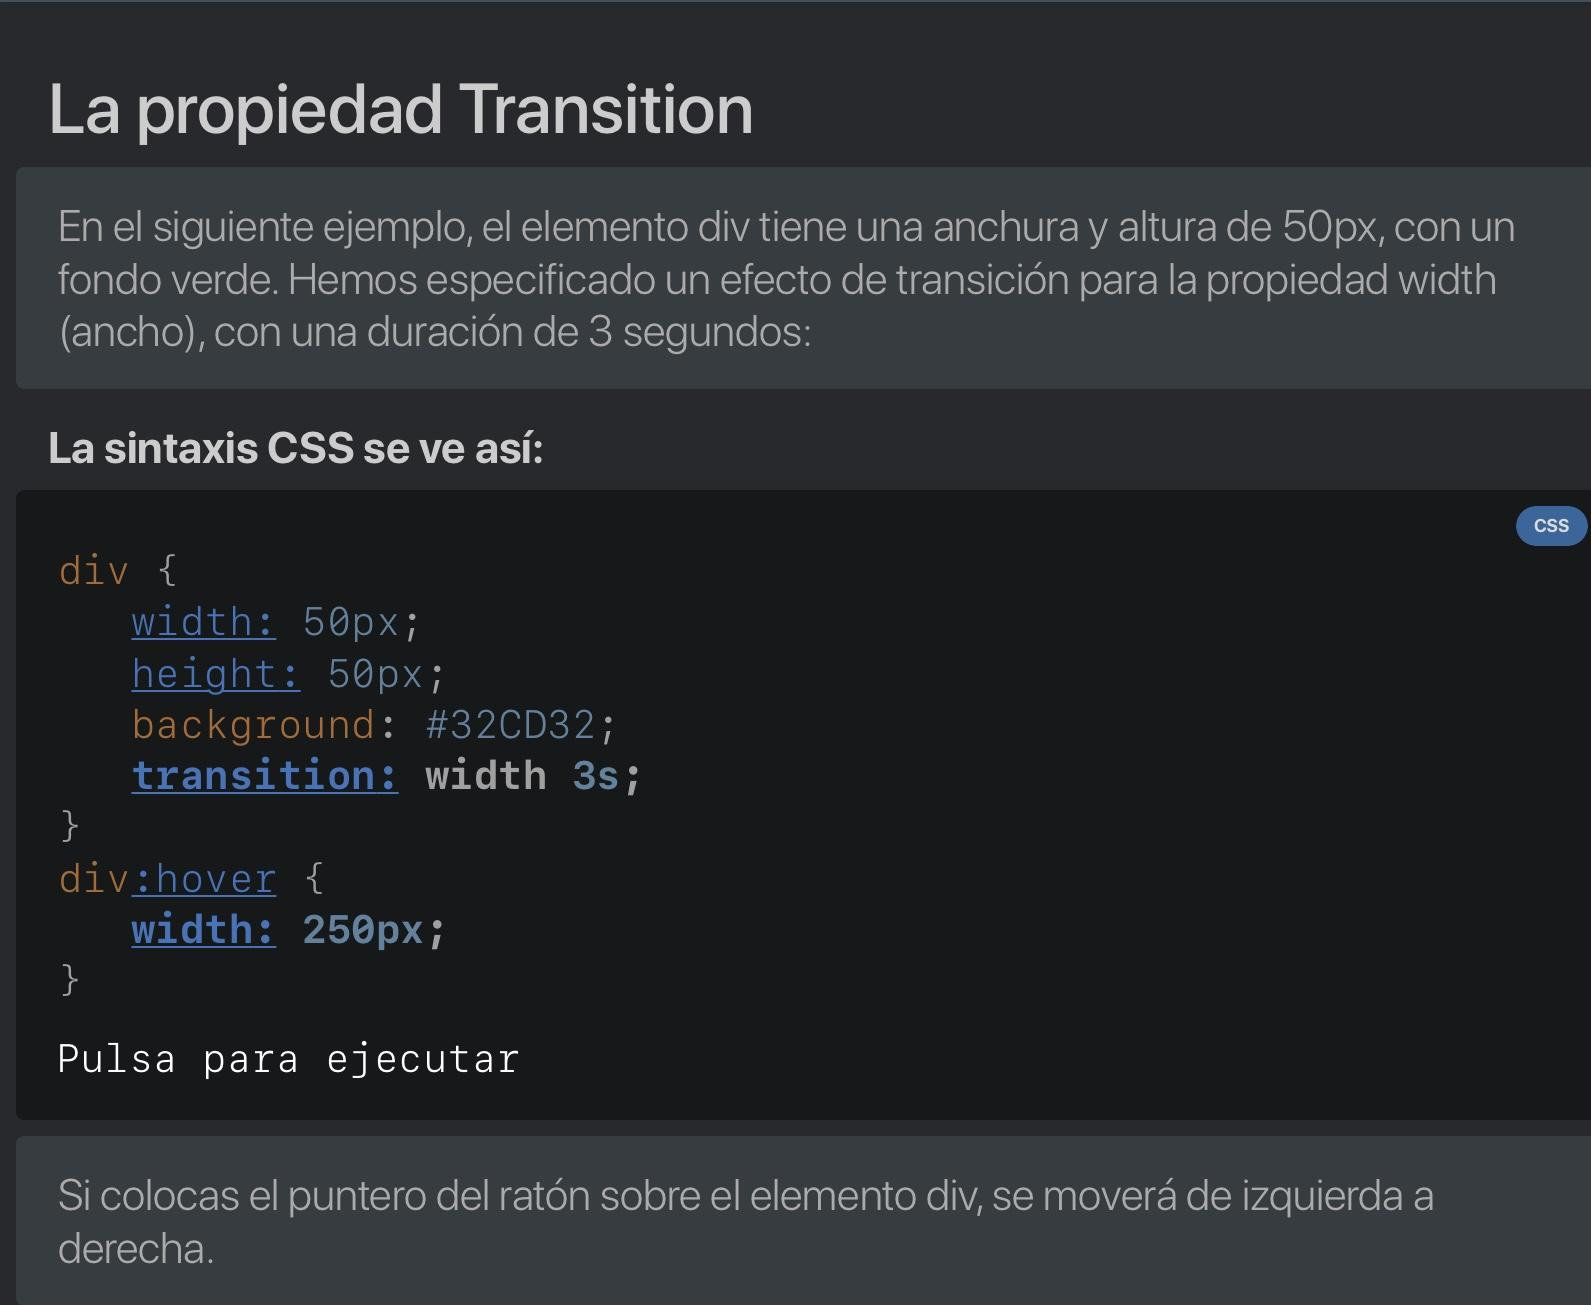 La propiedad Transition
En el siguiente ejemplo, el elemento div tiene una anchura y altura de 50px, con un
fondo verde. Hemos especificado un efecto de transición para la propiedad width
(ancho), con una duración de 3 segundos:
La sintaxis CSS se ve así:
CSS
div {
   width: 50px;
   height: 50px;
   background: #32CD32;
   transition: width 3s;
}
div:hover {
   width: 250px;
}
Pulsa para ejecutar
Si colocas el puntero del ratón sobre el elemento div, se moverá de izquierda a
derecha.